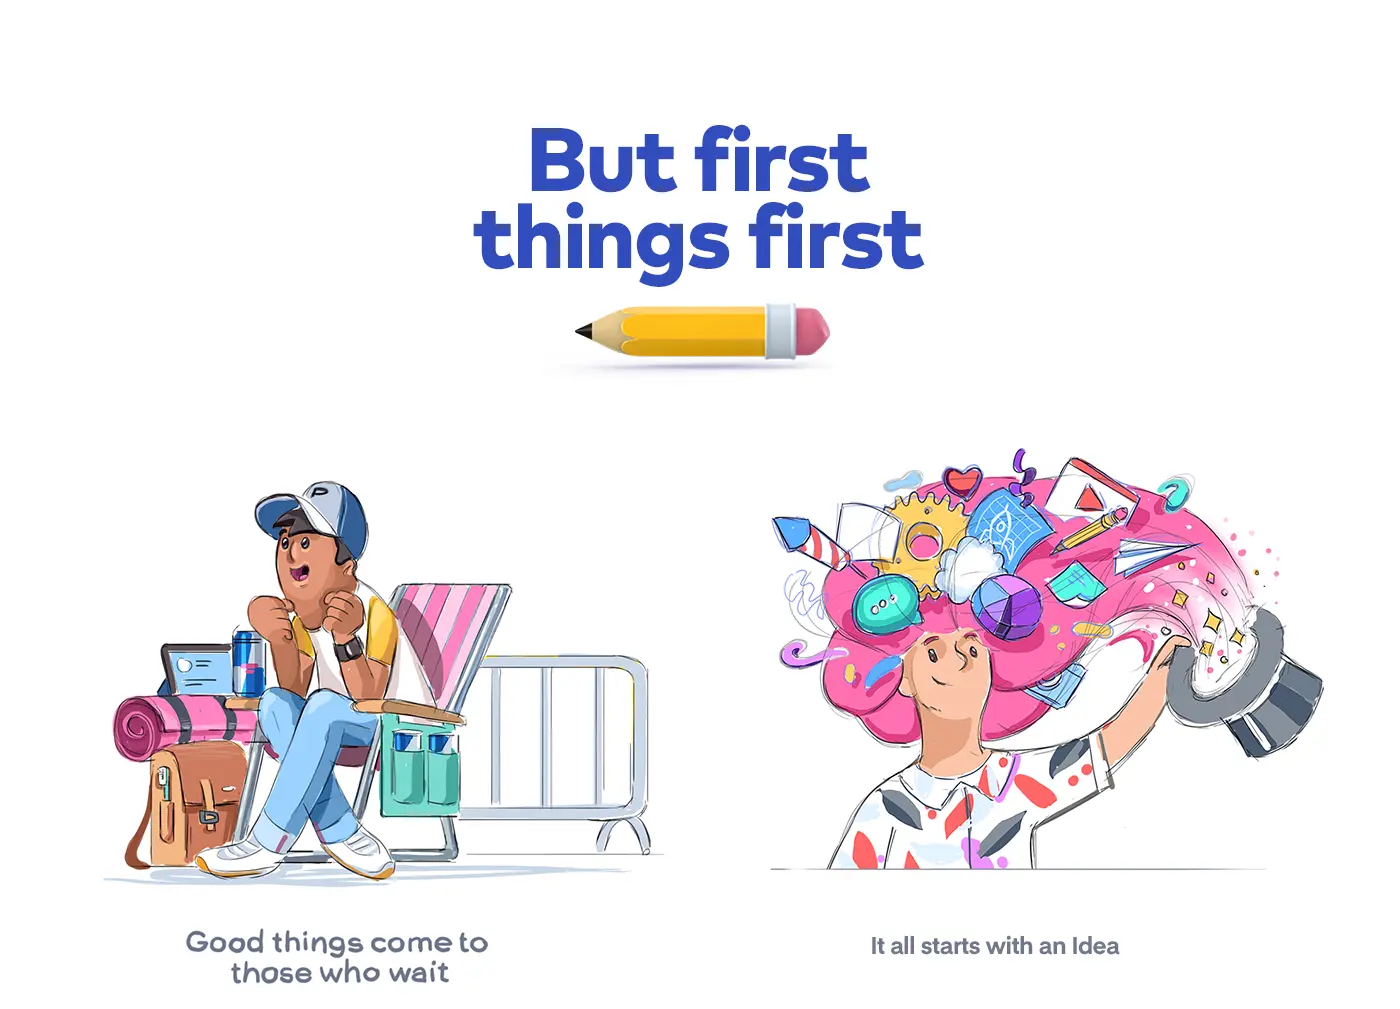 But first
things first
P
Good things come to
those who wait
It all starts with an Idea